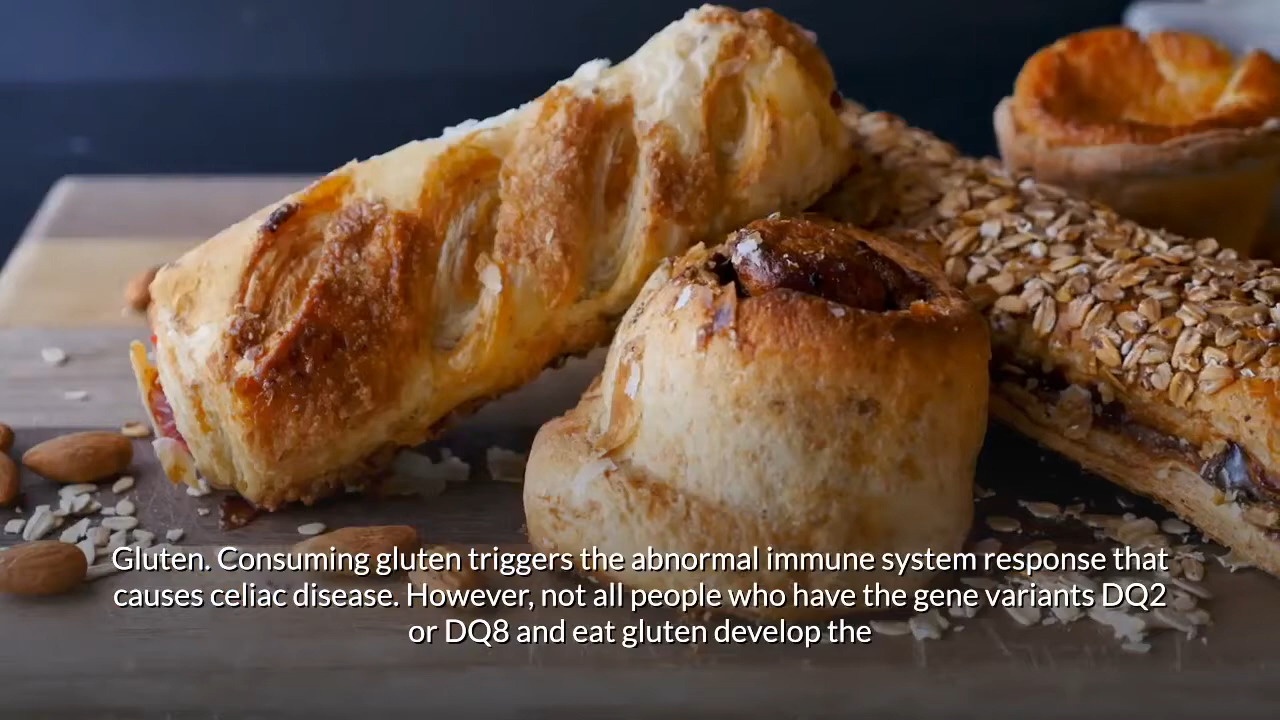 Gluten. Consuming gluten triggers the abnormal immune system response that
causes celiac disease. However, not all people who have the gene variants DQ2
or DQ8 and eat gluten develop the